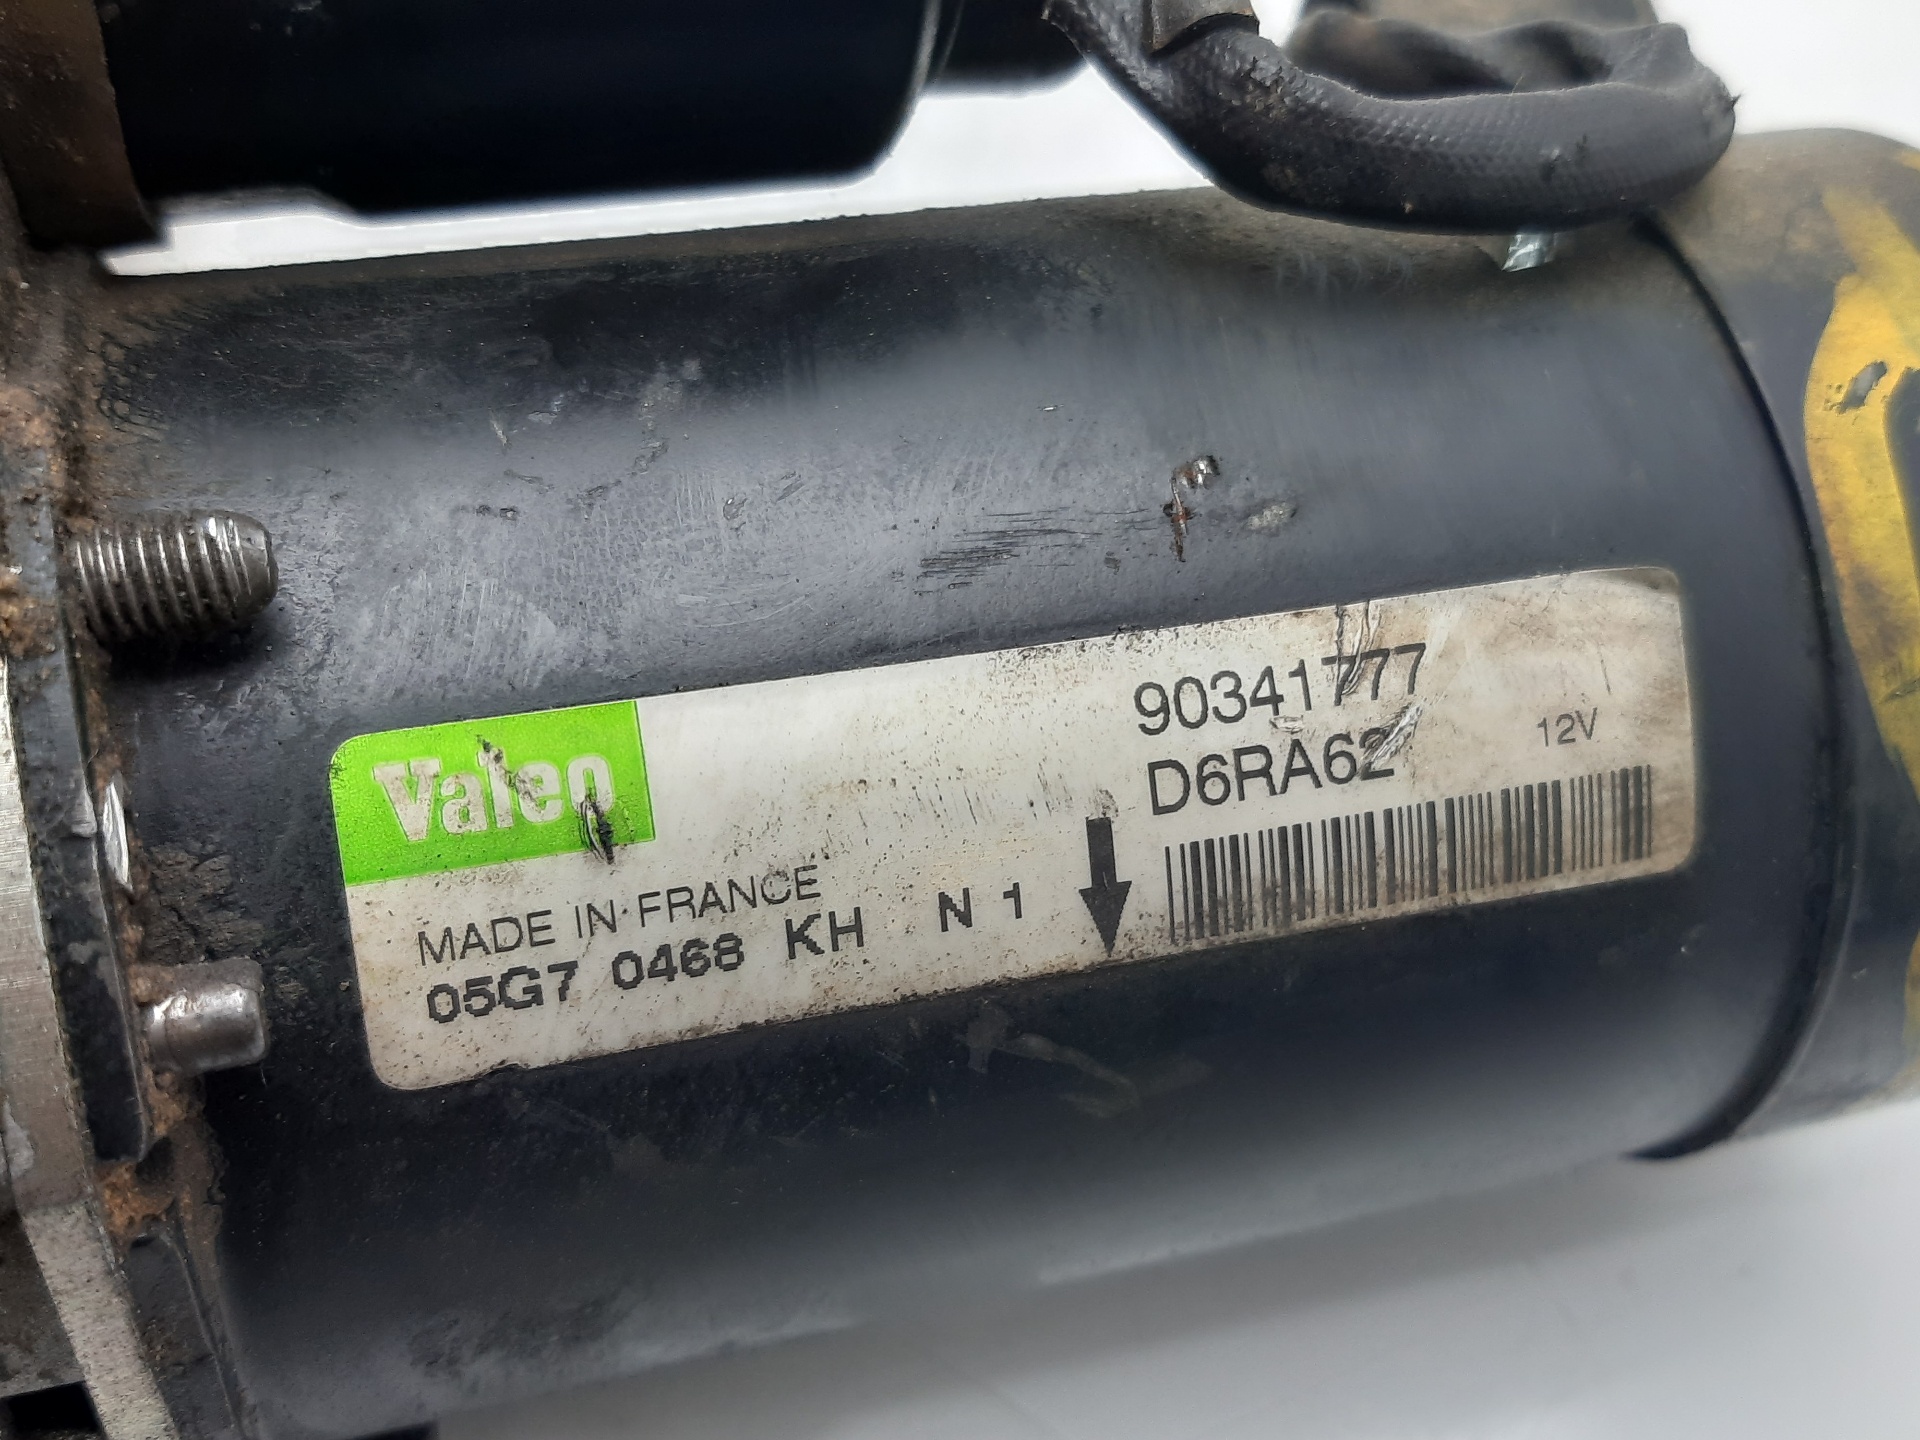 Valeo
90341777
D6RA62
12V
MADE IN FRANCE
05G7 0468 KH N 1